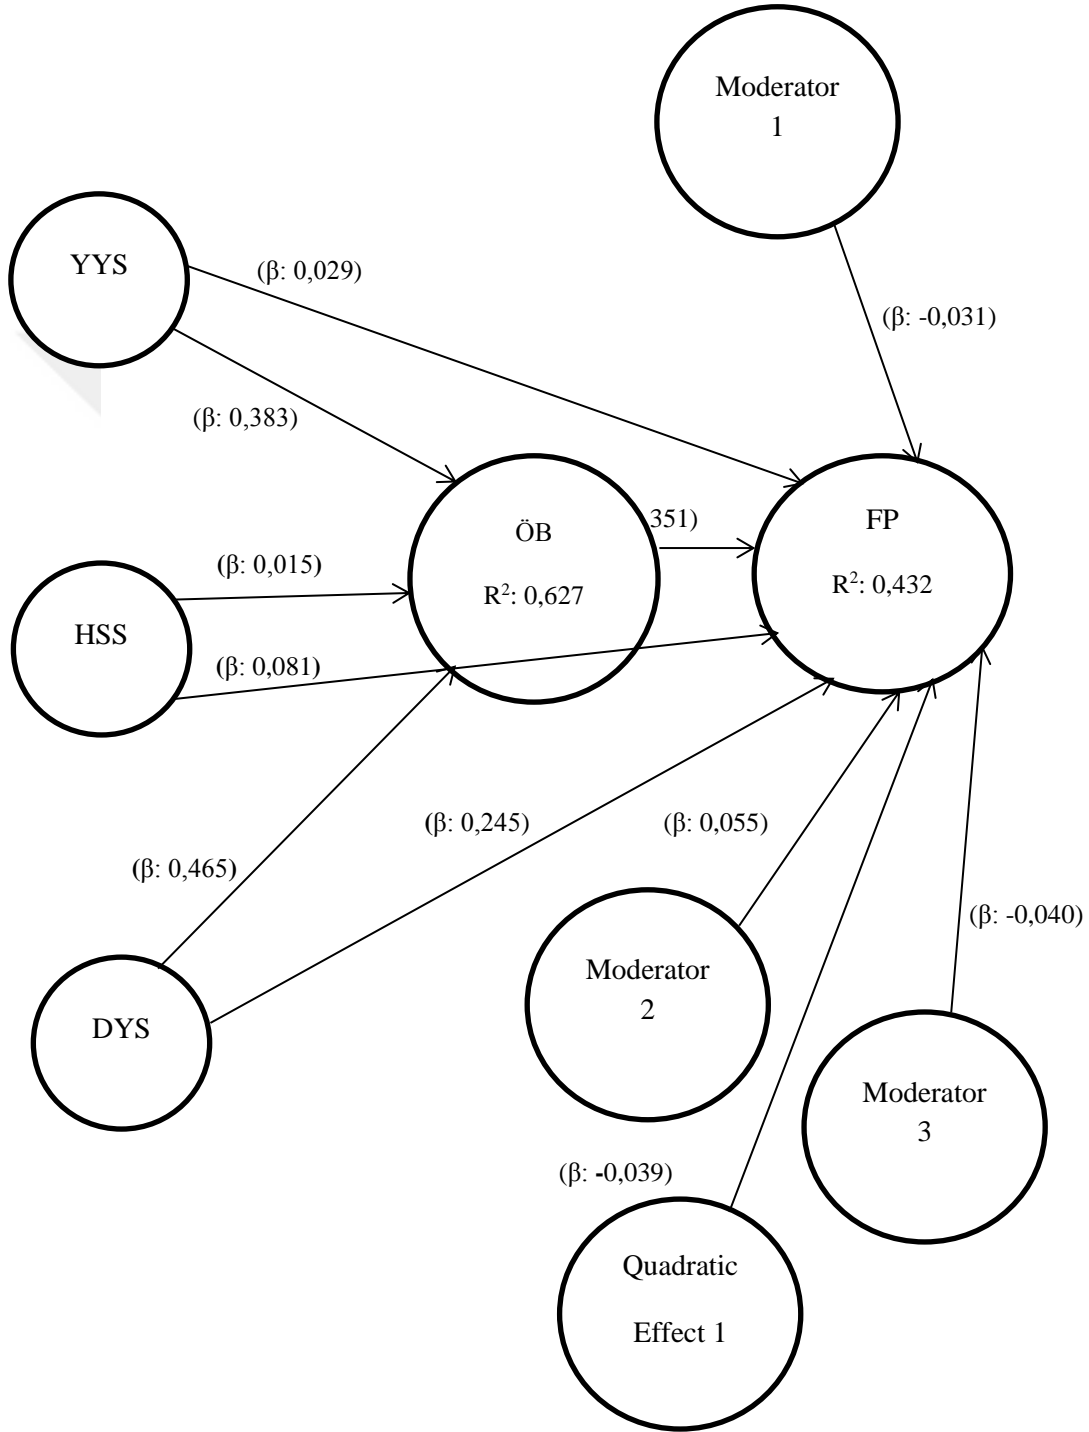 Moderator
1
YYS
(β: 0,029)
(β: -0,031)
(β: 0,383)
ÖB
R²: 0,627
351)
FP
R²: 0,432
(β: 0,015)
HSS
(β: 0,081)
(β: 0,245)
(β: 0,055)
(β: 0,465)
(β: -0,040)
DYS
Moderator
2
Moderator
3
(β: -0,039)
Quadratic
Effect 1